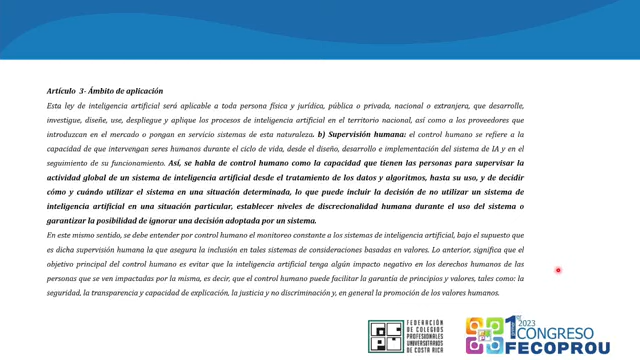 Artículo 3- Ámbito de aplicación
Esta ley de inteligencia artificial será aplicable a toda persona física y jurídica, pública o privada, nacional o extranjera, que desarrolle,
investigue, diseñe, use, despliegue y aplique los procesos de inteligencia artificial en el territorio nacional, así como a los proveedores que
introduzcan en el mercado o pongan en servicio sistemas de esta naturaleza. b) Supervisión humana: el control humano se refiere a la
capacidad de que intervengan seres humanos durante el ciclo de vida, desde el diseño, desarrollo e implementación del sistema de IA y en el
seguimiento de su funcionamiento. Así, se habla de control humano como la capacidad que tienen las personas para supervisar la
actividad global de un sistema de inteligencia artificial desde el tratamiento de los datos y algoritmos, hasta su uso, y de decidir
cómo y cuándo utilizar el sistema en una situación determinada, lo que puede incluir la decisión de no utilizar un sistema de
inteligencia artificial en una situación particular, establecer niveles de discrecionalidad humana durante el uso del sistema o
garantizar la posibilidad de ignorar una decisión adoptada por un sistema.
En este mismo sentido, se debe entender por control humano el monitoreo constante a los sistemas de inteligencia artificial, bajo el supuesto que
es dicha supervisión humana la que asegura la inclusión en tales sistemas de consideraciones basadas en valores. Lo anterior, significa que el
objetivo principal del control humano es evitar que la inteligencia artificial tenga algún impacto negativo en los derechos humanos de las
personas que se ven impactadas por la misma, es decir, que el control humano puede facilitar la garantía de principios y valores, tales como: la
seguridad, la transparencia y capacidad de explicación, la justicia y no discriminación y, en general la promoción de los valores humanos.
FEDERACIÓN
DE COLEGIOS
PROFESIONALES
UNIVERSITARIOS
DE COSTA RICA
1 2023
CONGRESO
FECOPROU